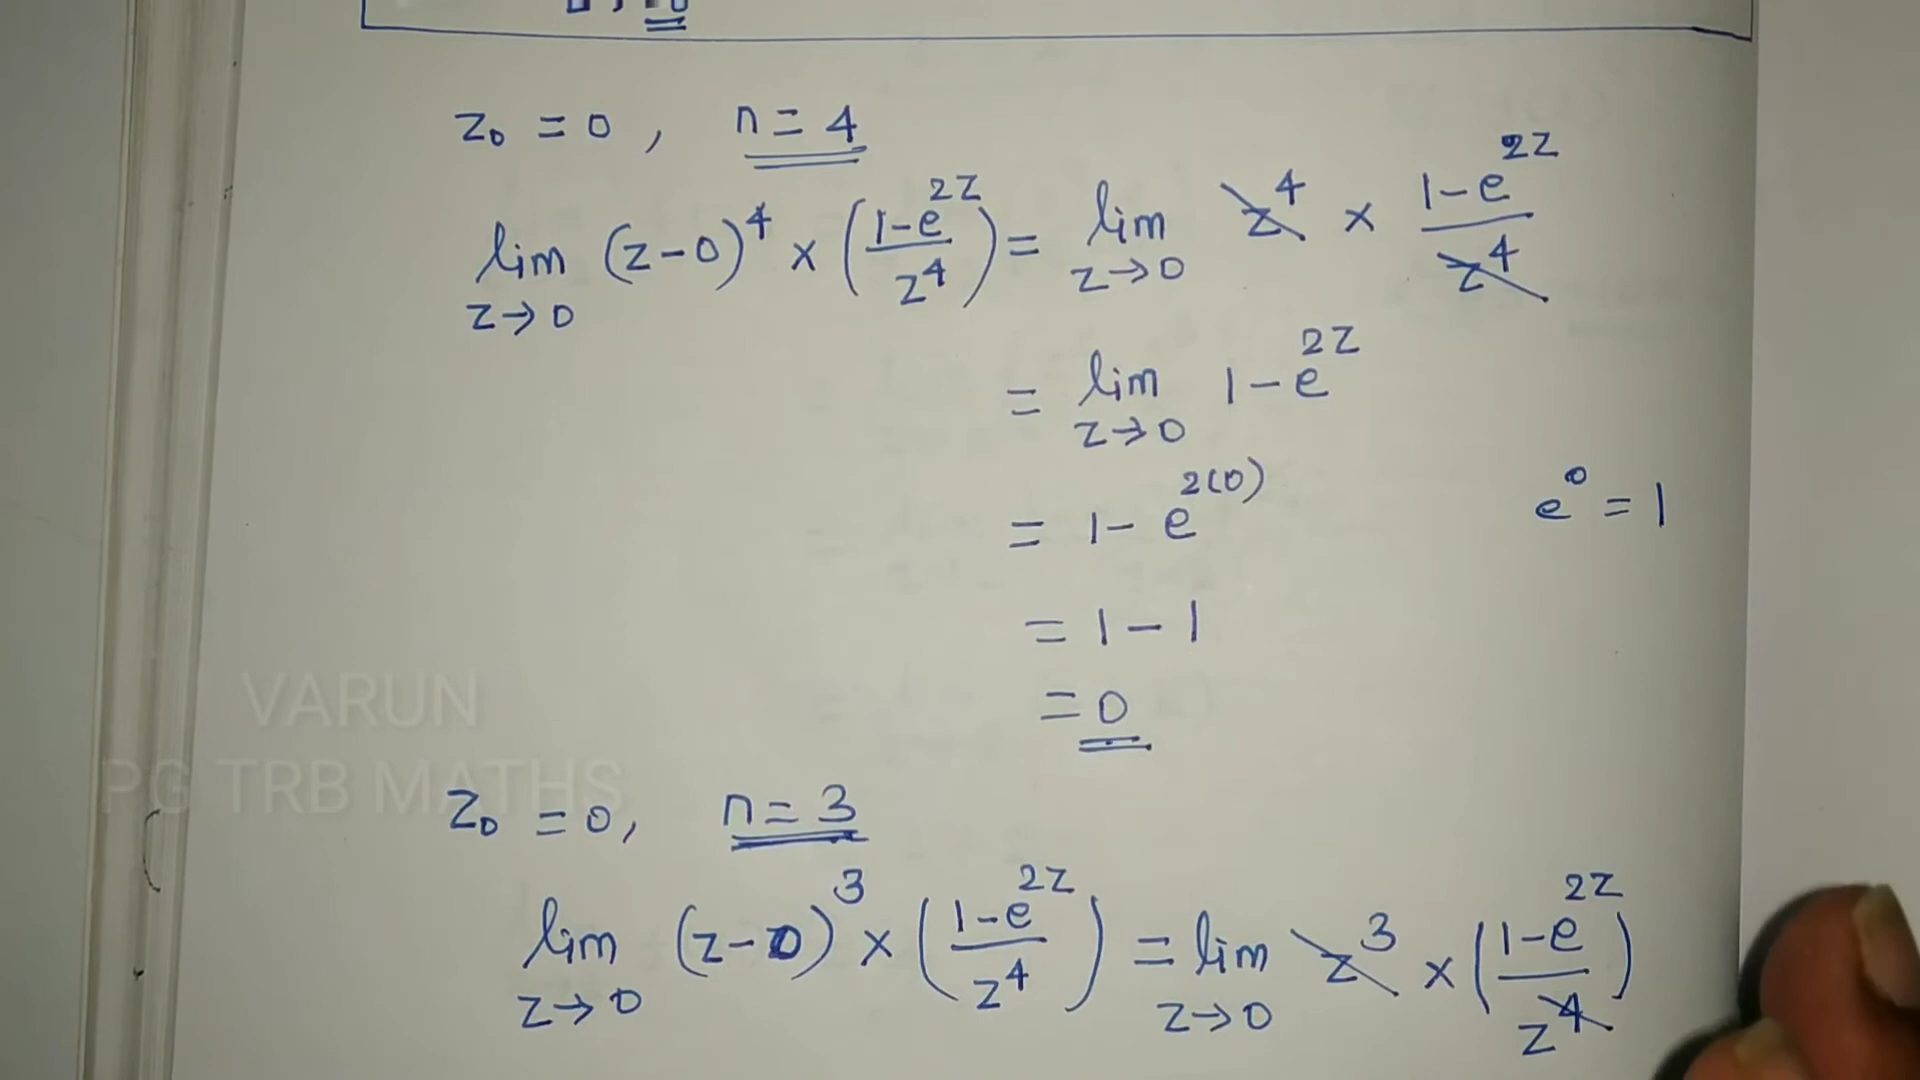 z₀ = 0, n = 4
lim z→0 (z-0)⁴ × ((1-e^2z)/z⁴) = lim z→0 z⁴ × (1-e^2z)/z⁴
= lim z→0 1-e^2z
= 1-e^2(0)
e⁰ = 1
= 1-1
= 0
VARUN
PG TRB MATHS
z₀ = 0, n = 3
lim z→0 (z-0)³ × ((1-e^2z)/z⁴) = lim z→0 z³ × ((1-e^2z)/z⁴)